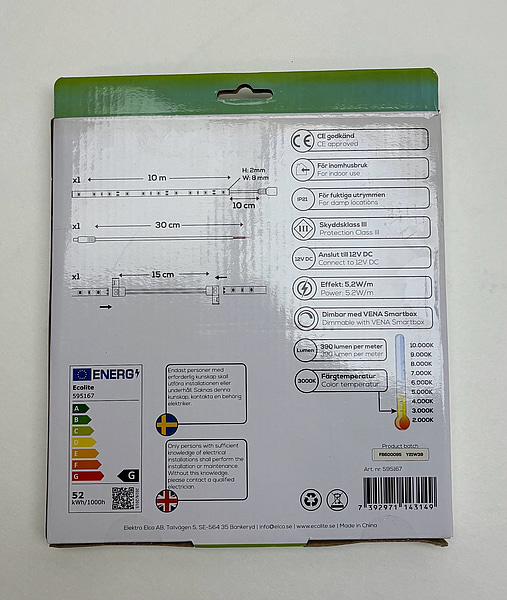 x1
10 m
H: 2mm
W: 8 mm
10 cm
x1
30 cm
x1
15 cm
CE
CE godkänd
CE approved
För inomhusbruk
For indoor use
IP21
För fuktiga utrymmen
For damp locations
III
Skyddsklass III
Protection Class III
12V DC
Anslut till 12V DC
Connect to 12V DC
Effekt: 5,2W/m
Power: 5.2W/m
Dimbar med VENA Smartbox
Dimmable with VENA Smartbox
Lumen
390 lumen per meter
390 lumen per meter
3000K
Färgtemperatur
Color temperatur
10.000K
9.000K
8.000K
7.000K
6.000K
5.000K
4.000K
3.000K
2.000K
ENERG
Ecolite
595167
A
B
C
D
E
F
G
G
52
kWh/1000h
Endast personer med
erforderlig kunskap skall
utföra installationen eller
underhåll. Saknas denna
kunskap, kontakta en behörig
elektriker.
Only persons with sufficient
knowledge of electrical
installations shall perform the
installation or maintenance.
Without this knowledge,
please contact a qualified
electrician.
Product batch
Art. nr: 595167
7 392971 143149
Elektro Elco AB, Tallvägen 5, SE-564 35 Bankeryd | info@elco.se | www.ecolite.se | Made in China